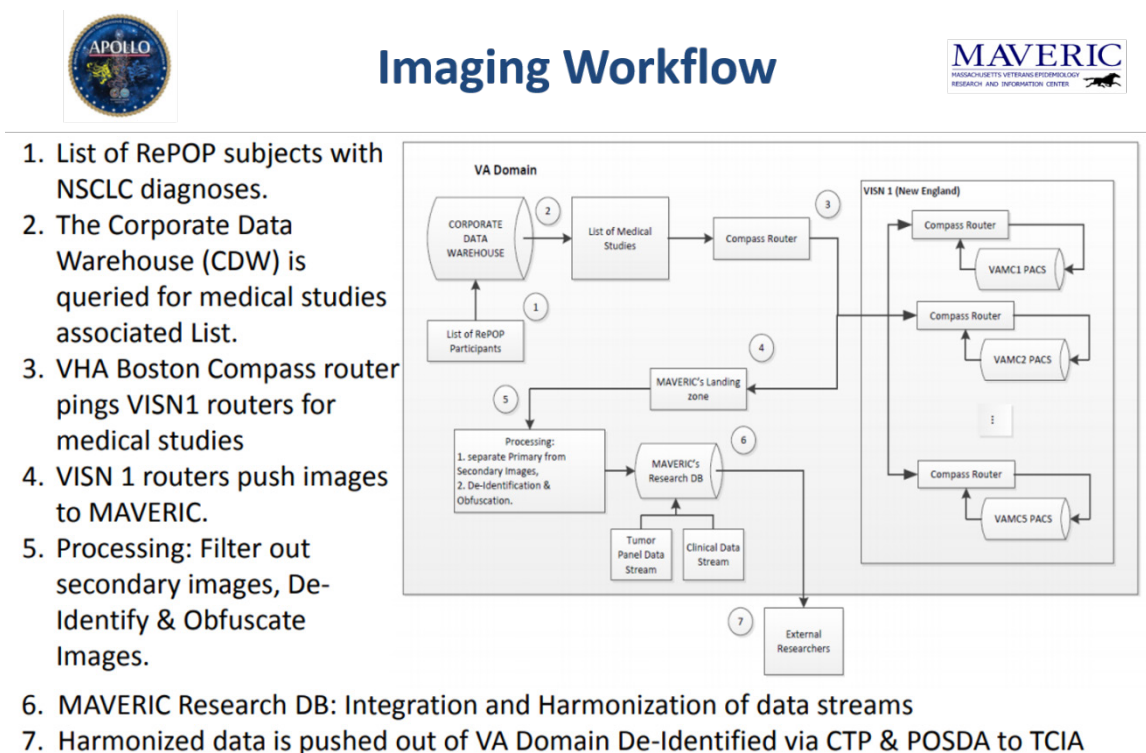 APOLLO
Imaging Workflow
MAVERIC
MASSACHUSETTS VETERANS EPIDEMIOLOGY
RESEARCH AND INFORMATION CENTER
1. List of RePOP subjects with
NSCLC diagnoses.
2. The Corporate Data
Warehouse (CDW) is
queried for medical studies
associated List.
3. VHA Boston Compass router
pings VISN1 routers for
medical studies
4. VISN 1 routers push images
to MAVERIC.
5. Processing: Filter out
secondary images, De-
Identify & Obfuscate
Images.
6. MAVERIC Research DB: Integration and Harmonization of data streams
7. Harmonized data is pushed out of VA Domain De-Identified via CTP & POSDA to TCIA
VA Domain
CORPORATE
DATA
WAREHOUSE
2
List of Medical
Studies
Compass Router
3
1
List of RePOP
Participants
4
MAVERIC's Landing
zone
5
Processing:
1. separate Primary from
Secondary Images,
2. De-Identification &
Obfuscation.
6
MAVERIC's
Research DB
Tumor
Panel Data
Stream
Clinical Data
Stream
7
External
Researchers
VISN 1 (New England)
Compass Router
VAMC1 PACS
Compass Router
VAMC2 PACS
⋮
Compass Router
VAMC5 PACS